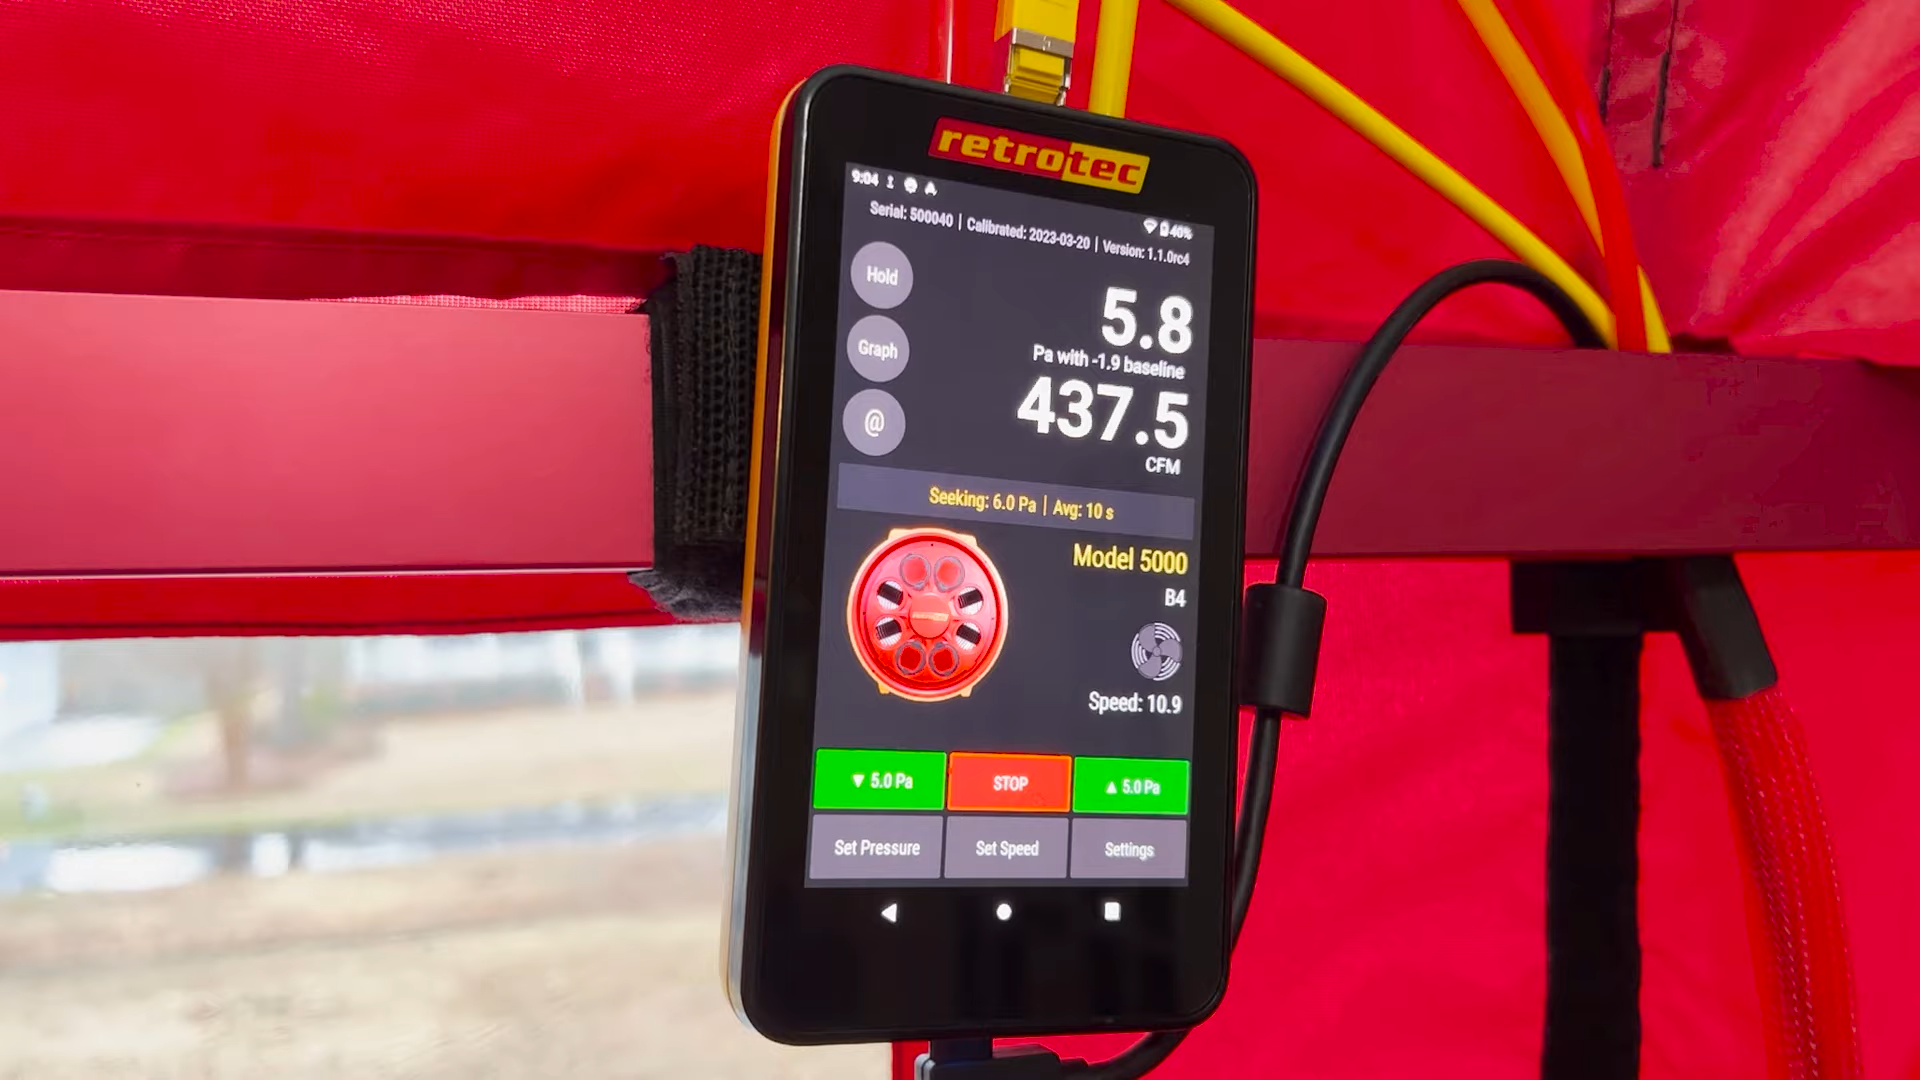 retrotec
9:04
40%
Serial: 500040 | Calibrated: 2023-03-20 | Version: 1.1.0rc4
Hold
5.8
Pa with -1.9 baseline
Graph
437.5
@
CFM
Seeking: 6.0 Pa | Avg: 10 s
Model 5000
B4
Speed: 10.9
▼ 5.0 Pa
STOP
▲ 5.0 Pa
Set Pressure
Set Speed
Settings